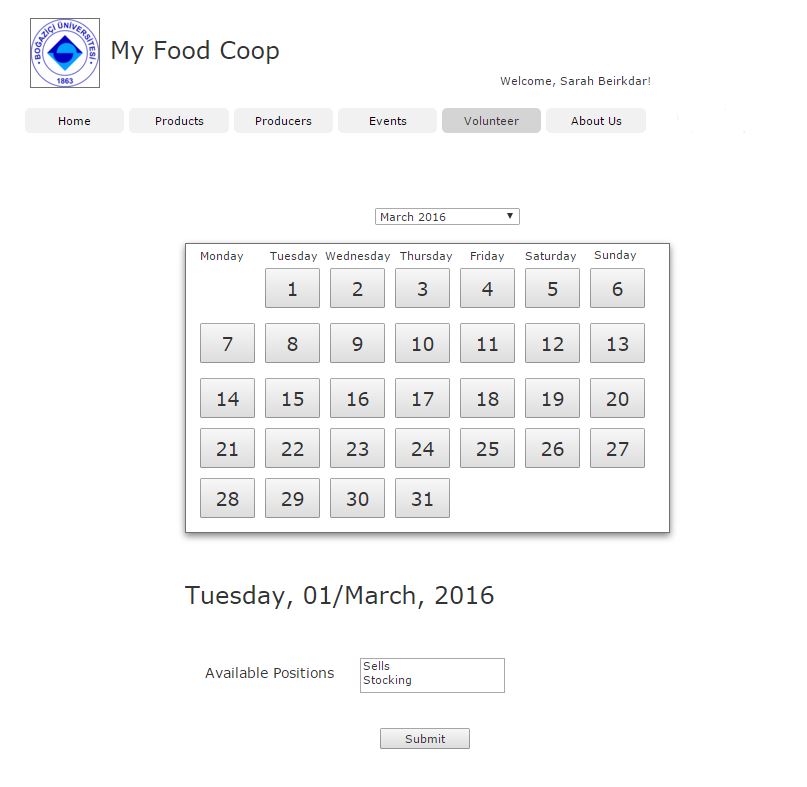 BOĞAZİÇİ ÜNİVERSİTESİ
1863
My Food Coop
Welcome, Sarah Beirkdar!
Home Products Producers Events Volunteer About Us
March 2016
Monday Tuesday Wednesday Thursday Friday Saturday Sunday
1 2 3 4 5 6
7 8 9 10 11 12 13
14 15 16 17 18 19 20
21 22 23 24 25 26 27
28 29 30 31
Tuesday, 01/March, 2016
Available Positions
Sells
Stocking
Submit